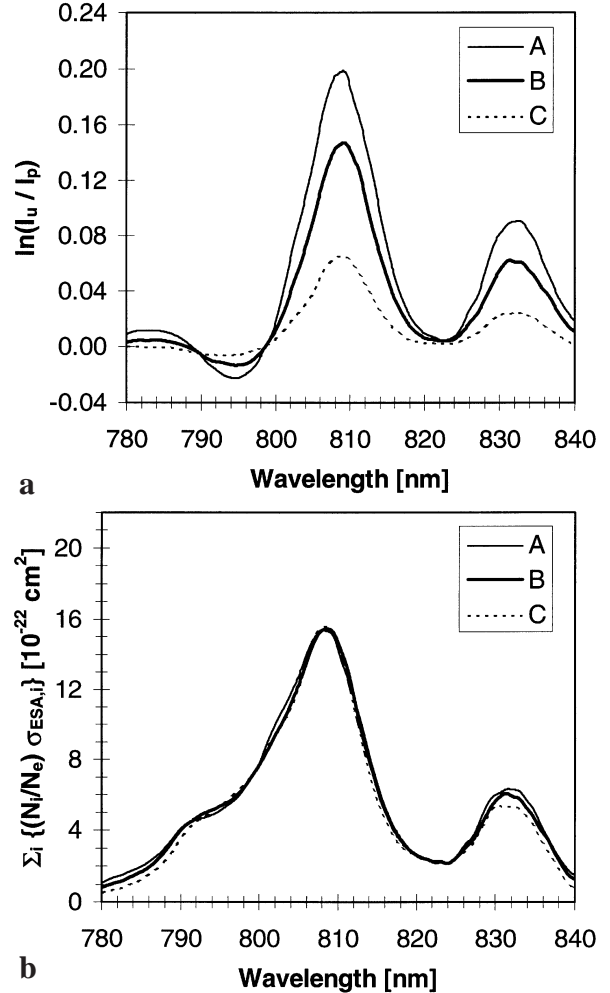 0.24
0.20
0.16
0.12
0.08
0.04
0.00
-0.04
ln(Iu / Ip)
A
B
C
780 790 800 810 820 830 840
Wavelength [nm]
a
20
16
12
8
4
0
Σi {(Ni/Ne) σESA,i} [10-22 cm2]
A
B
C
780 790 800 810 820 830 840
Wavelength [nm]
b